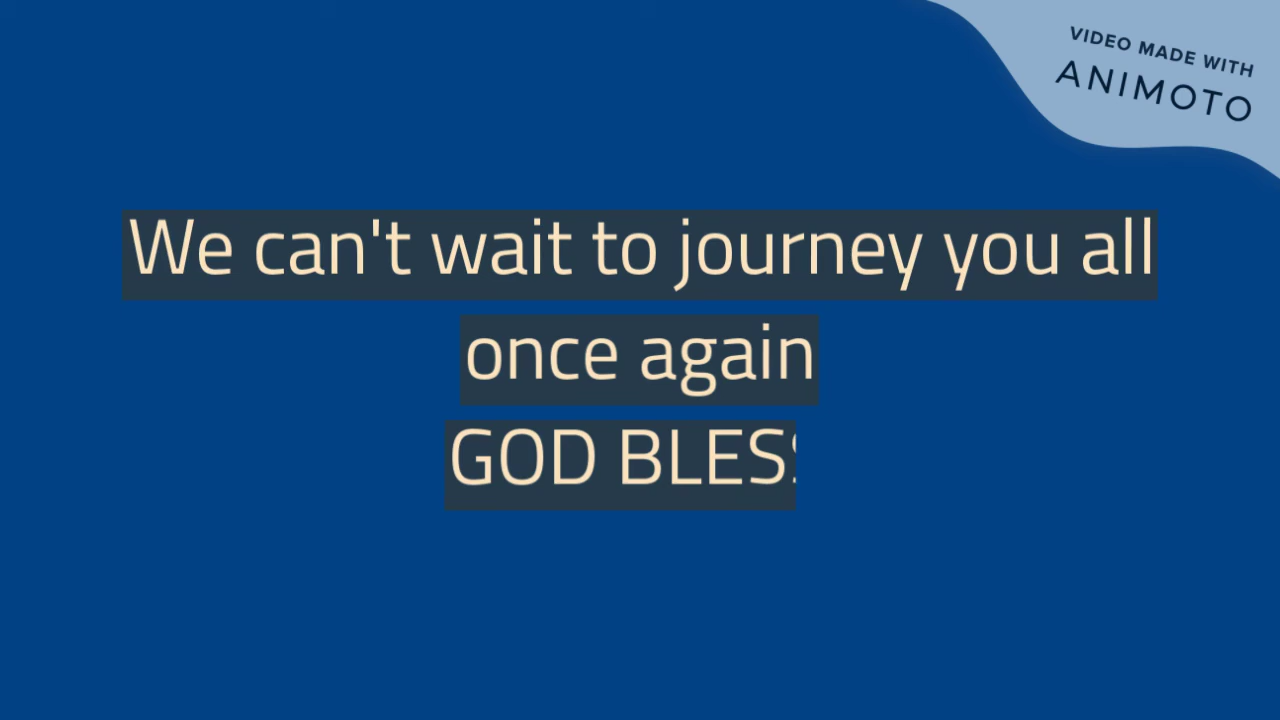 VIDEO MADE WITH
ANIMOTO
We can't wait to journey you all
once again
GOD BLES